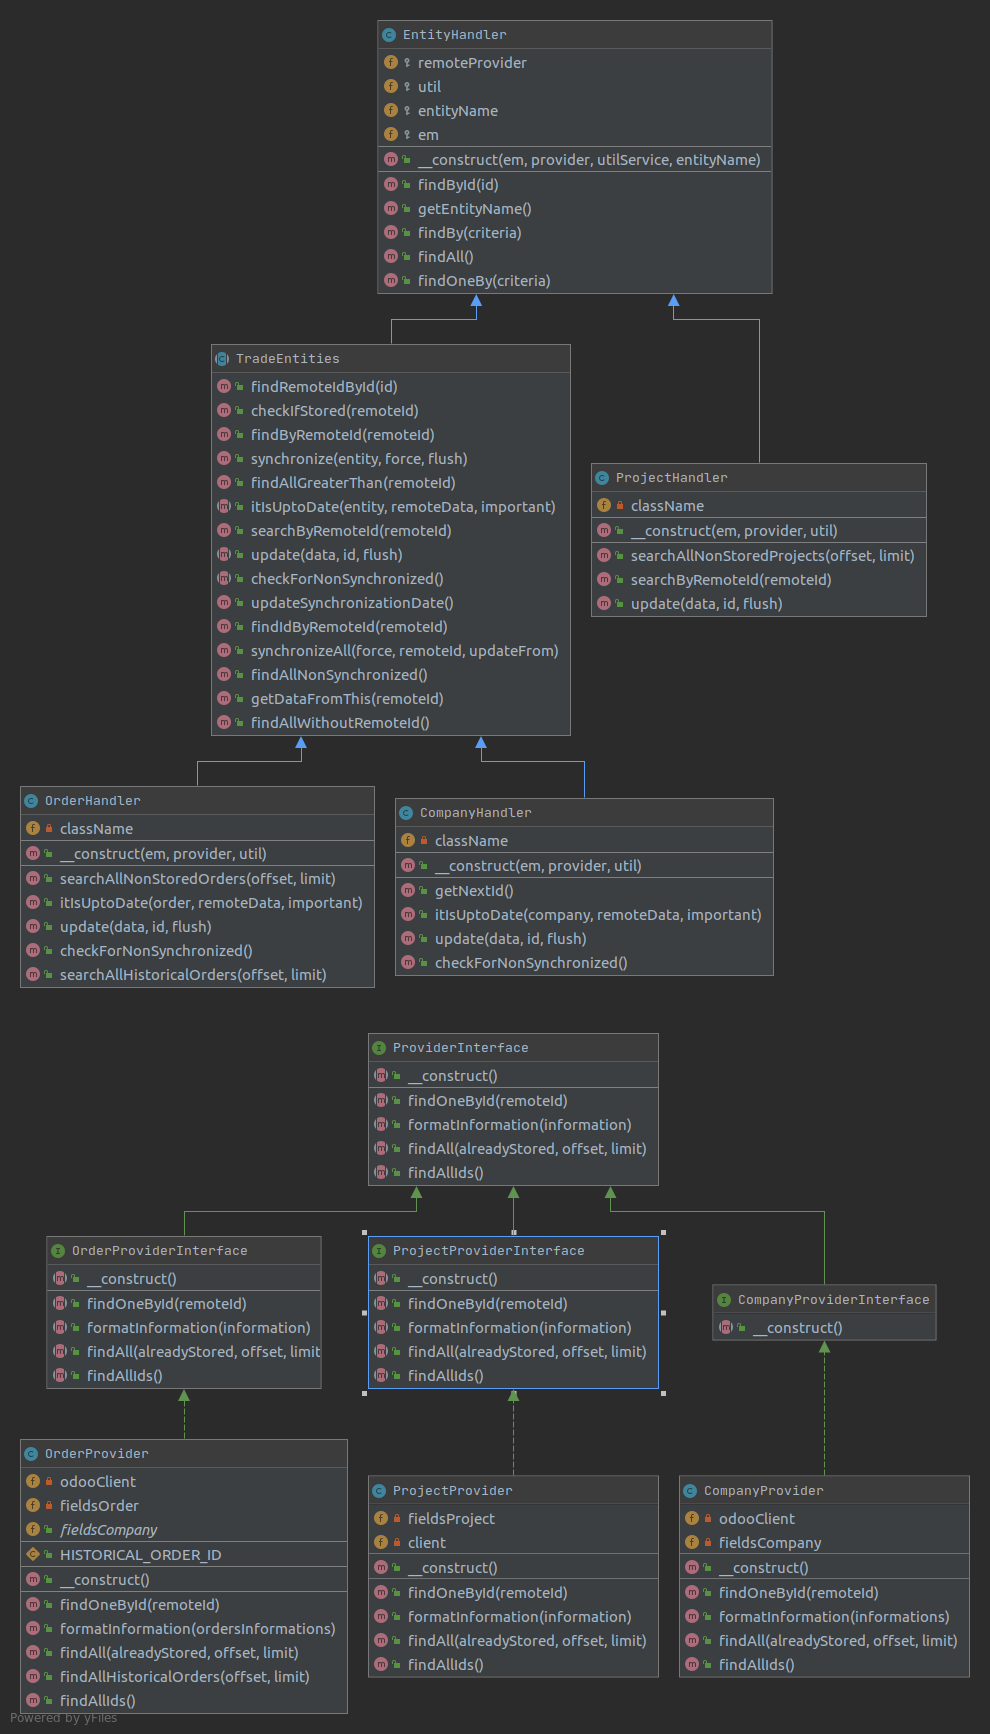 EntityHandler
remoteProvider
util
entityName
em
__construct(em, provider, utilService, entityName)
findById(id)
getEntityName()
findBy(criteria)
findAll()
findOneBy(criteria)
TradeEntities
findRemoteIdById(id)
checkIfStored(remoteId)
findByRemoteId(remoteId)
synchronize(entity, force, flush)
findAllGreaterThan(remoteId)
itIsUptoDate(entity, remoteData, important)
searchByRemoteId(remoteId)
update(data, id, flush)
checkForNonSynchronized()
updateSynchronizationDate()
findIdByRemoteId(remoteId)
synchronizeAll(force, remoteId, updateFrom)
findAllNonSynchronized()
getDataFromThis(remoteId)
findAllWithoutRemoteId()
ProjectHandler
className
__construct(em, provider, util)
searchAllNonStoredProjects(offset, limit)
searchByRemoteId(remoteId)
update(data, id, flush)
OrderHandler
className
__construct(em, provider, util)
searchAllNonStoredOrders(offset, limit)
itIsUptoDate(order, remoteData, important)
update(data, id, flush)
checkForNonSynchronized()
searchAllHistoricalOrders(offset, limit)
CompanyHandler
className
__construct(em, provider, util)
getNextId()
itIsUptoDate(company, remoteData, important)
update(data, id, flush)
checkForNonSynchronized()
ProviderInterface
__construct()
findOneById(remoteId)
formatInformation(information)
findAll(alreadyStored, offset, limit)
findAllIds()
OrderProviderInterface
__construct()
findOneById(remoteId)
formatInformation(information)
findAll(alreadyStored, offset, limit
findAllIds()
ProjectProviderInterface
__construct()
findOneById(remoteId)
formatInformation(information)
findAll(alreadyStored, offset, limit)
findAllIds()
CompanyProviderInterface
__construct()
OrderProvider
odooClient
fieldsOrder
fieldsCompany
HISTORICAL_ORDER_ID
__construct()
findOneById(remoteId)
formatInformation(ordersInformations)
findAll(alreadyStored, offset, limit)
findAllHistoricalOrders(offset, limit)
findAllIds()
ProjectProvider
fieldsProject
client
__construct()
findOneById(remoteId)
formatInformation(information)
findAll(alreadyStored, offset, limit)
findAllIds()
CompanyProvider
odooClient
fieldsCompany
__construct()
findOneById(remoteId)
formatInformation(informations)
findAll(alreadyStored, offset, limit)
findAllIds()
Powered by yFiles